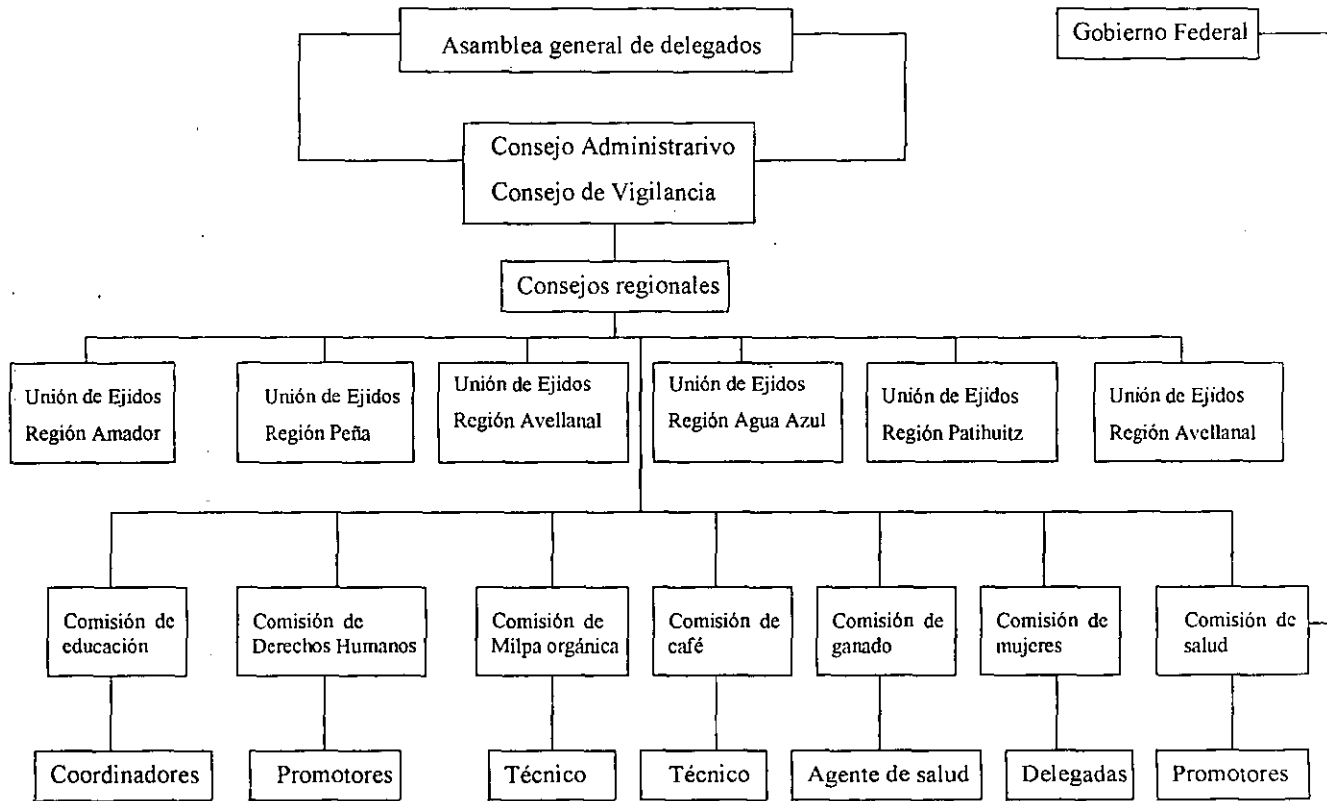 Asamblea general de delegados
Gobierno Federal
Consejo Administrarivo
Consejo de Vigilancia
Consejos regionales
Unión de Ejidos
Región Amador
Unión de Ejidos
Región Peña
Unión de Ejidos
Región Avellanal
Unión de Ejidos
Región Agua Azul
Unión de Ejidos
Región Patihuitz
Unión de Ejidos
Región Avellanal
Comisión de
educación
Comisión de
Derechos Humanos
Comisión de
Milpa orgánica
Comisión de
café
Comisión de
ganado
Comisión de
mujeres
Comisión de
salud
Coordinadores
Promotores
Técnico
Técnico
Agente de salud
Delegadas
Promotores